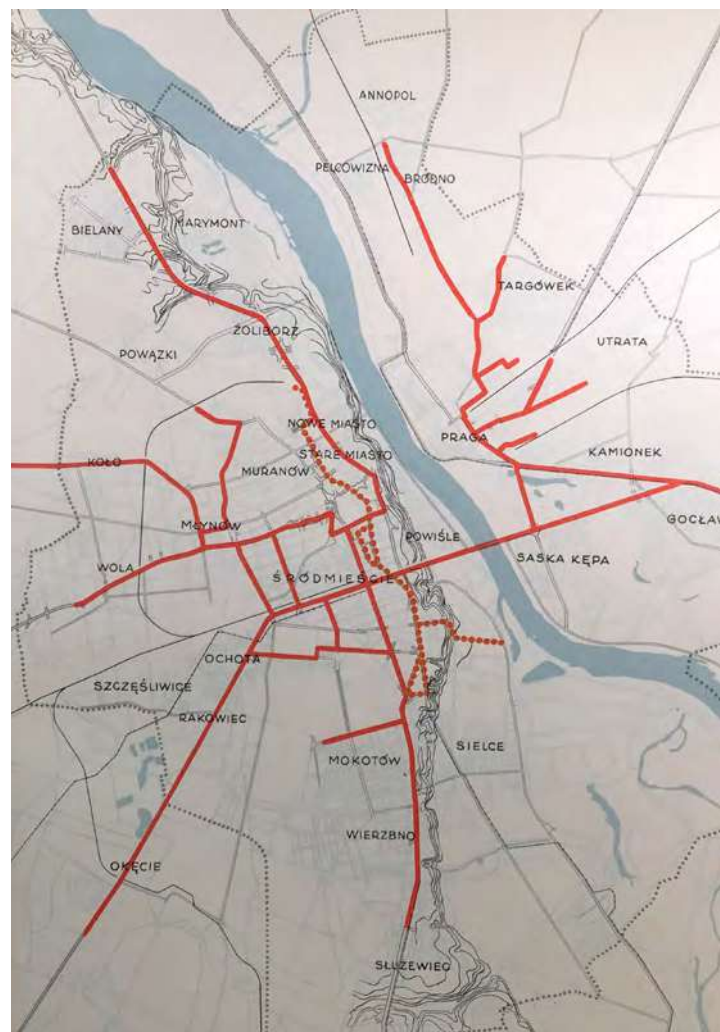 ANNOPOL
PELCOWIZNA
BRÓDNO
BIELANY
MARYMONT
TARGÓWEK
ŻOLIBORZ
UTRATA
POWĄZKI
NOWE MIASTO
PRAGA
STARE MIASTO
KAMIONEK
KOŁO
MURANÓW
GOCŁAW
MŁYNÓW
POWIŚLE
SASKA KĘPA
WOLA
ŚRÓDMIEŚCIE
OCHOTA
SZCZĘŚLIWICE
RAKOWIEC
SIELCE
MOKOTÓW
WIERZBNO
OKĘCIE
SŁUŻEWIEC